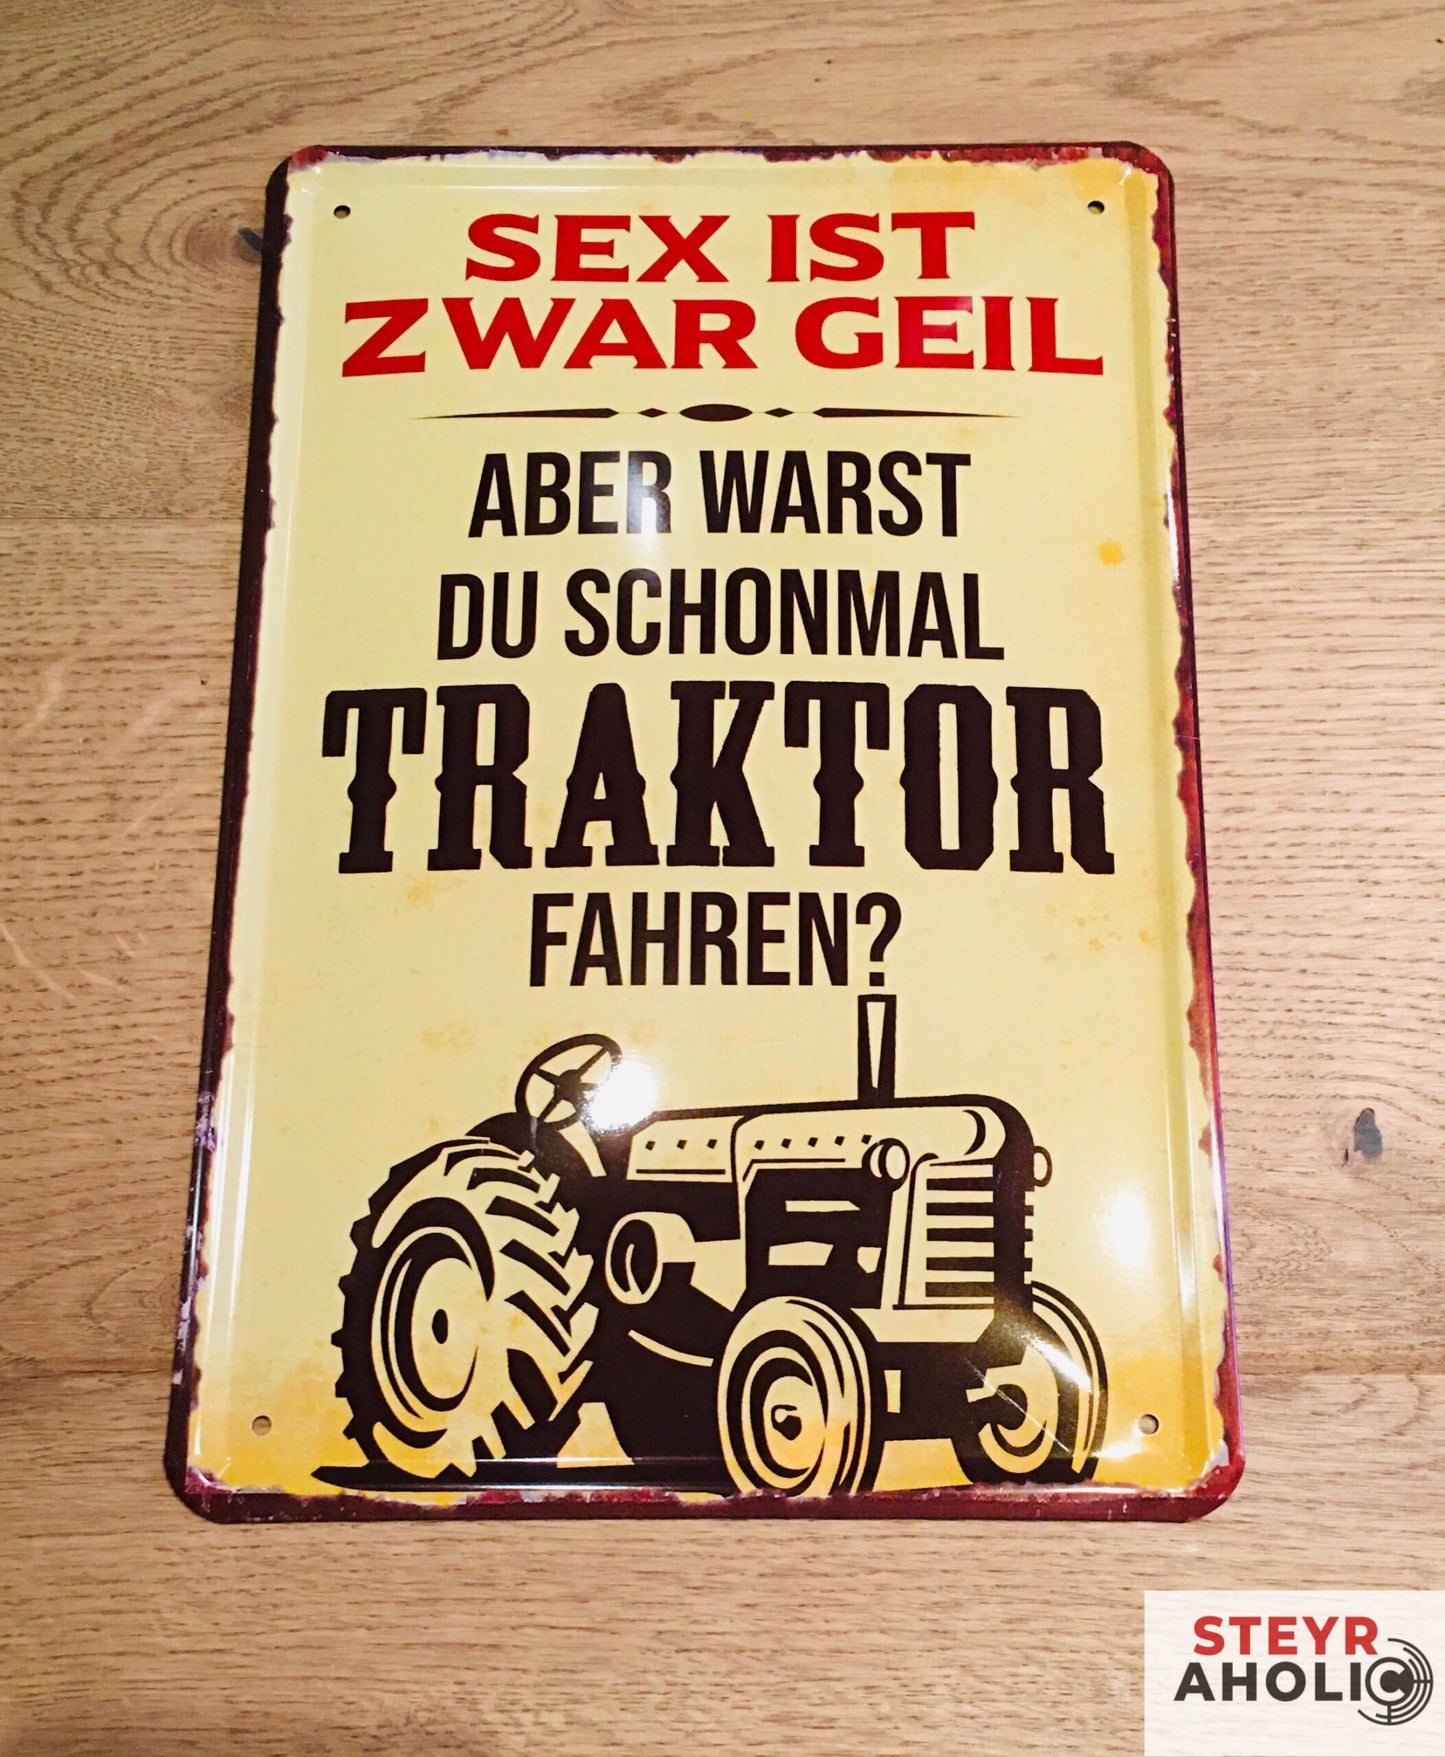 SEX IST
ZWAR GEIL
ABER WARST
DU SCHONMAL
TRAKTOR
FAHREN?
STEYR
AHOLIC